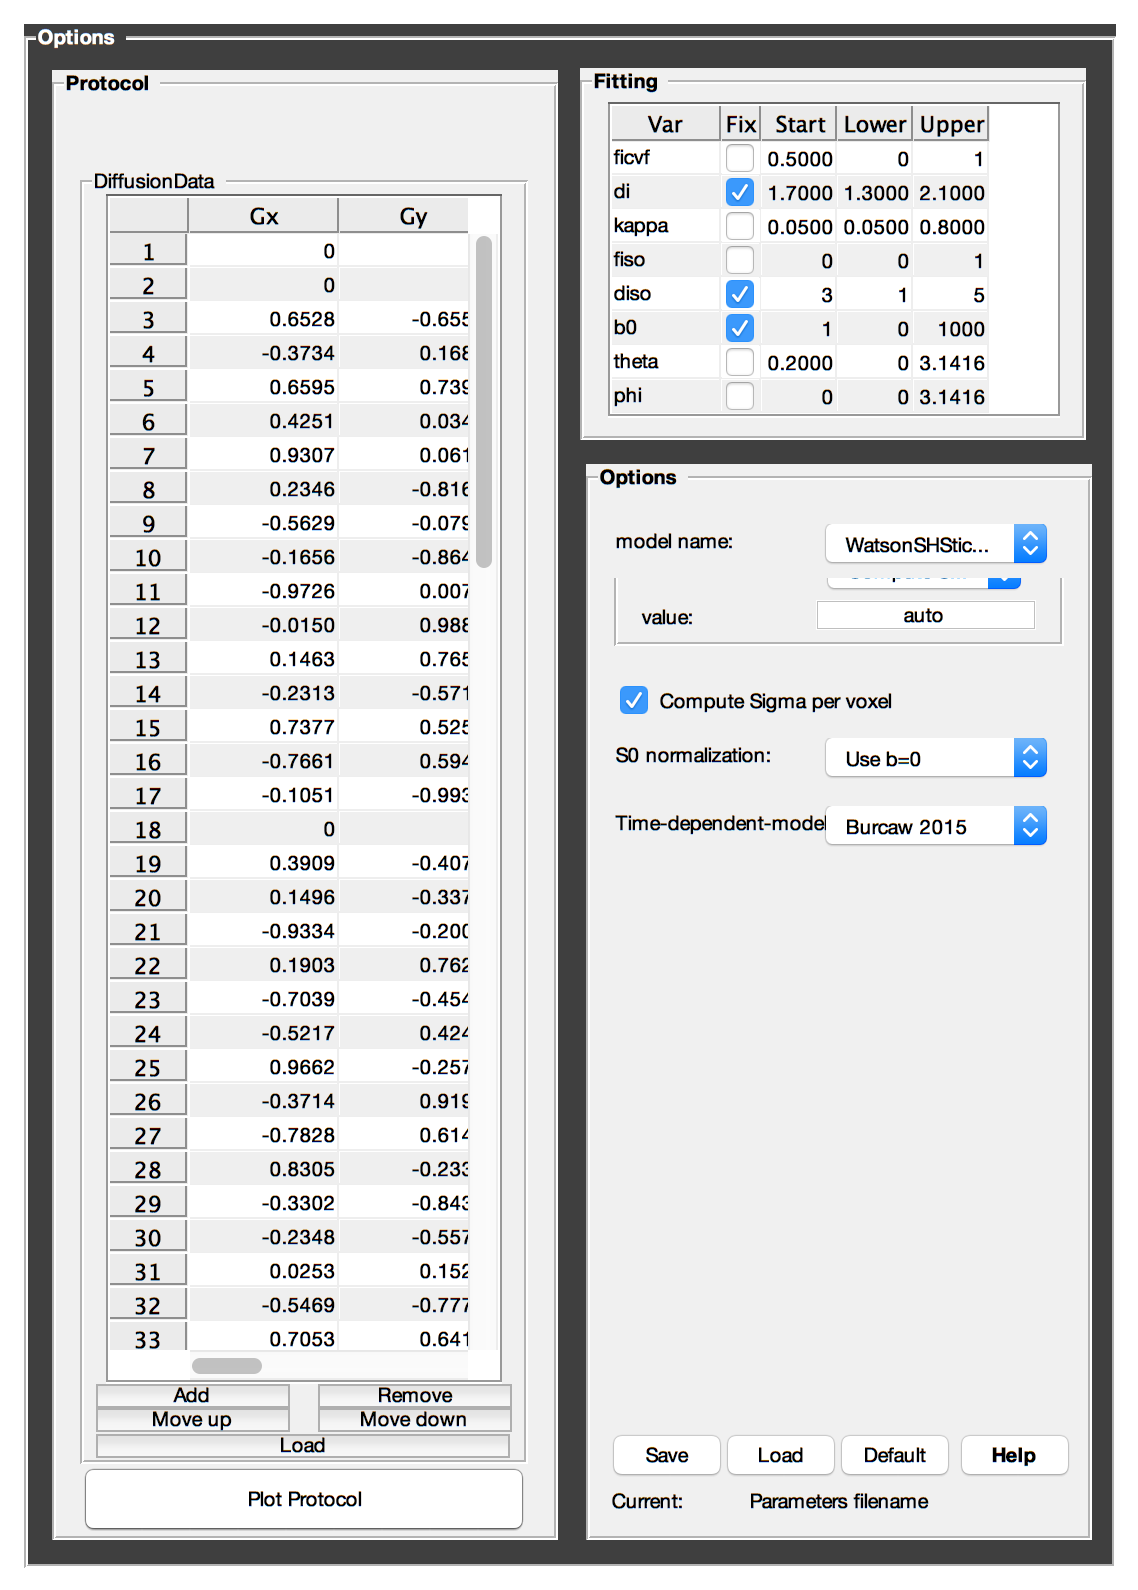 Options
Protocol
DiffusionData
Gx Gy
1 0
2 0
3 0.6528 -0.655
4 -0.3734 0.168
5 0.6595 0.739
6 0.4251 0.034
7 0.9307 0.061
8 0.2346 -0.816
9 -0.5629 -0.079
10 -0.1656 -0.864
11 -0.9726 0.007
12 -0.0150 0.988
13 0.1463 0.765
14 -0.2313 -0.571
15 0.7377 0.525
16 -0.7661 0.594
17 -0.1051 -0.993
18 0
19 0.3909 -0.407
20 0.1496 -0.337
21 -0.9334 -0.200
22 0.1903 0.762
23 -0.7039 -0.454
24 -0.5217 0.424
25 0.9662 -0.257
26 -0.3714 0.919
27 -0.7828 0.614
28 0.8305 -0.233
29 -0.3302 -0.843
30 -0.2348 -0.557
31 0.0253 0.152
32 -0.5469 -0.777
33 0.7053 0.641
Add Remove
Move up Move down
Load
Plot Protocol
Fitting
Var Fix Start Lower Upper
ficvf 0.5000 0 1
di 1.7000 1.3000 2.1000
kappa 0.0500 0.0500 0.8000
fiso 0 0 1
diso 3 1 5
b0 1 0 1000
theta 0.2000 0 3.1416
phi 0 0 3.1416
Options
model name: WatsonSHStic...
value: auto
Compute Sigma per voxel
S0 normalization: Use b=0
Time-dependent-model Burcaw 2015
Save Load Default Help
Current: Parameters filename